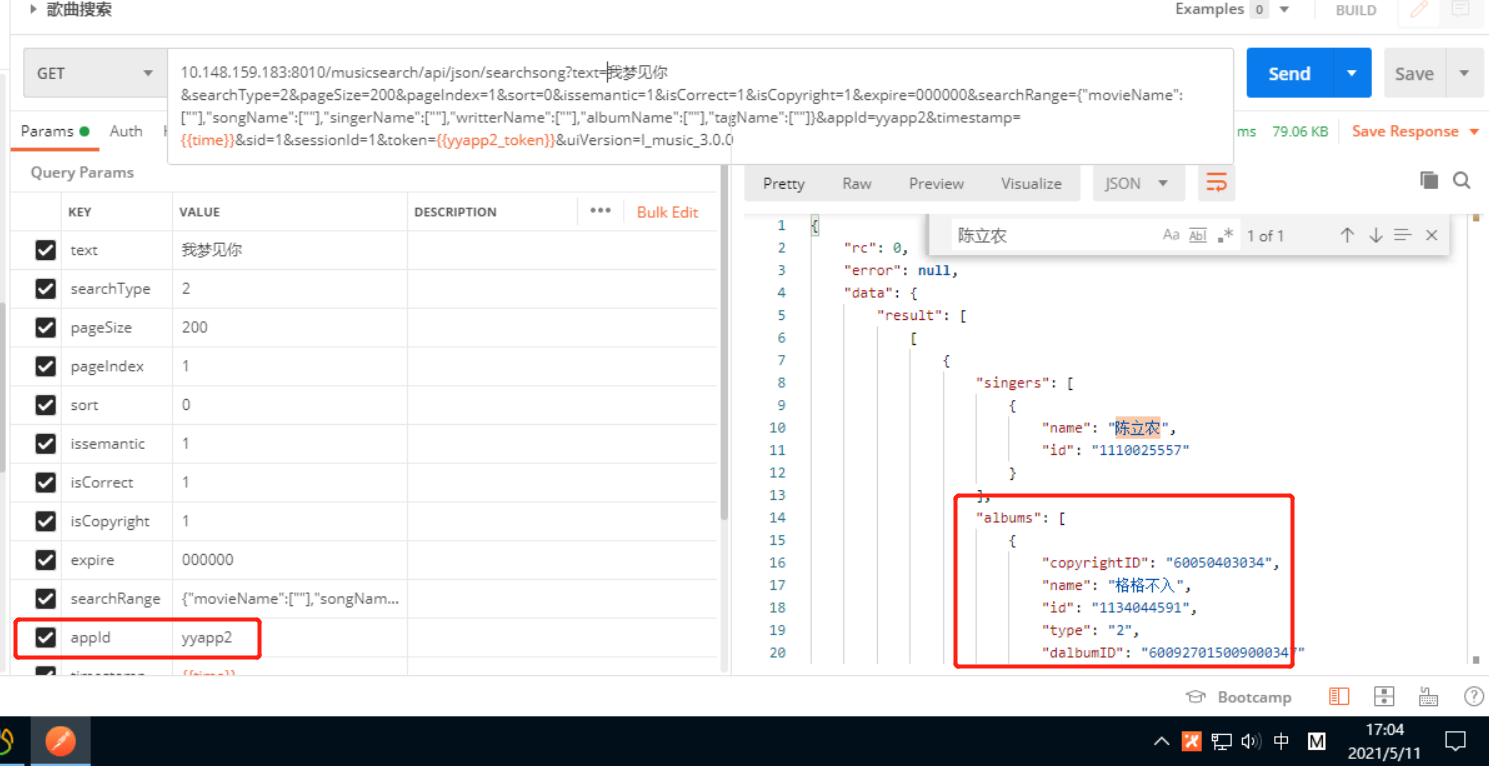 歌曲搜索
Examples 0
BUILD
GET
10.148.159.183:8010/musicsearch/api/json/searchsong?text=我梦见你
&searchType=2&pageSize=200&pageIndex=1&sort=0&issemantic=1&isCorrect=1&isCopyright=1&expire=000000&searchRange={"movieName":
[""],"songName":[""],"singerName":[""],"writterName":[""],"albumName":[""],"tagName":[""]}&appId=yyapp2&timestamp=
{{time}}&sid=1&sessionId=1&token={{yyapp2_token}}&uiVersion=I_music_3.0.0
Send
Save
Params
Auth
ms 79.06 KB
Save Response
Query Params
KEY VALUE DESCRIPTION
Bulk Edit
text 我梦见你
searchType 2
pageSize 200
pageIndex 1
sort 0
issemantic 1
isCorrect 1
isCopyright 1
expire 000000
searchRange {"movieName":[""],"songNam...
appId yyapp2
timestamp {{time}}
Pretty Raw Preview Visualize JSON
陈立农 Aa Abl .* 1 of 1
1 {
2 "rc": 0,
3 "error": null,
4 "data": {
5 "result": [
6 [
7 {
8 "singers": [
9 {
10 "name": "陈立农",
11 "id": "1110025557"
12 }
13 ],
14 "albums": [
15 {
16 "copyrightID": "60050403034",
17 "name": "格格不入",
18 "id": "1134044591",
19 "type": "2",
20 "dalbumID": "600927015009000347"
Bootcamp
中 M
17:04
2021/5/11